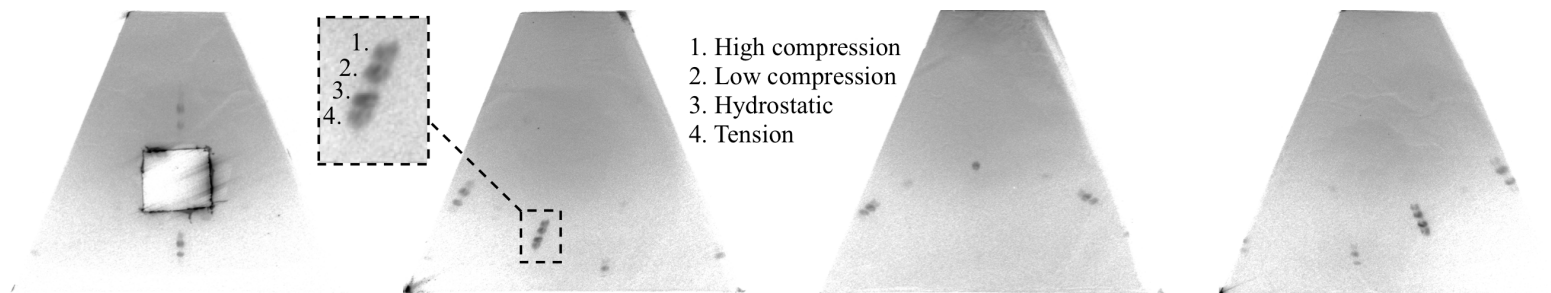 1.
2.
3.
4.
1. High compression
2. Low compression
3. Hydrostatic
4. Tension